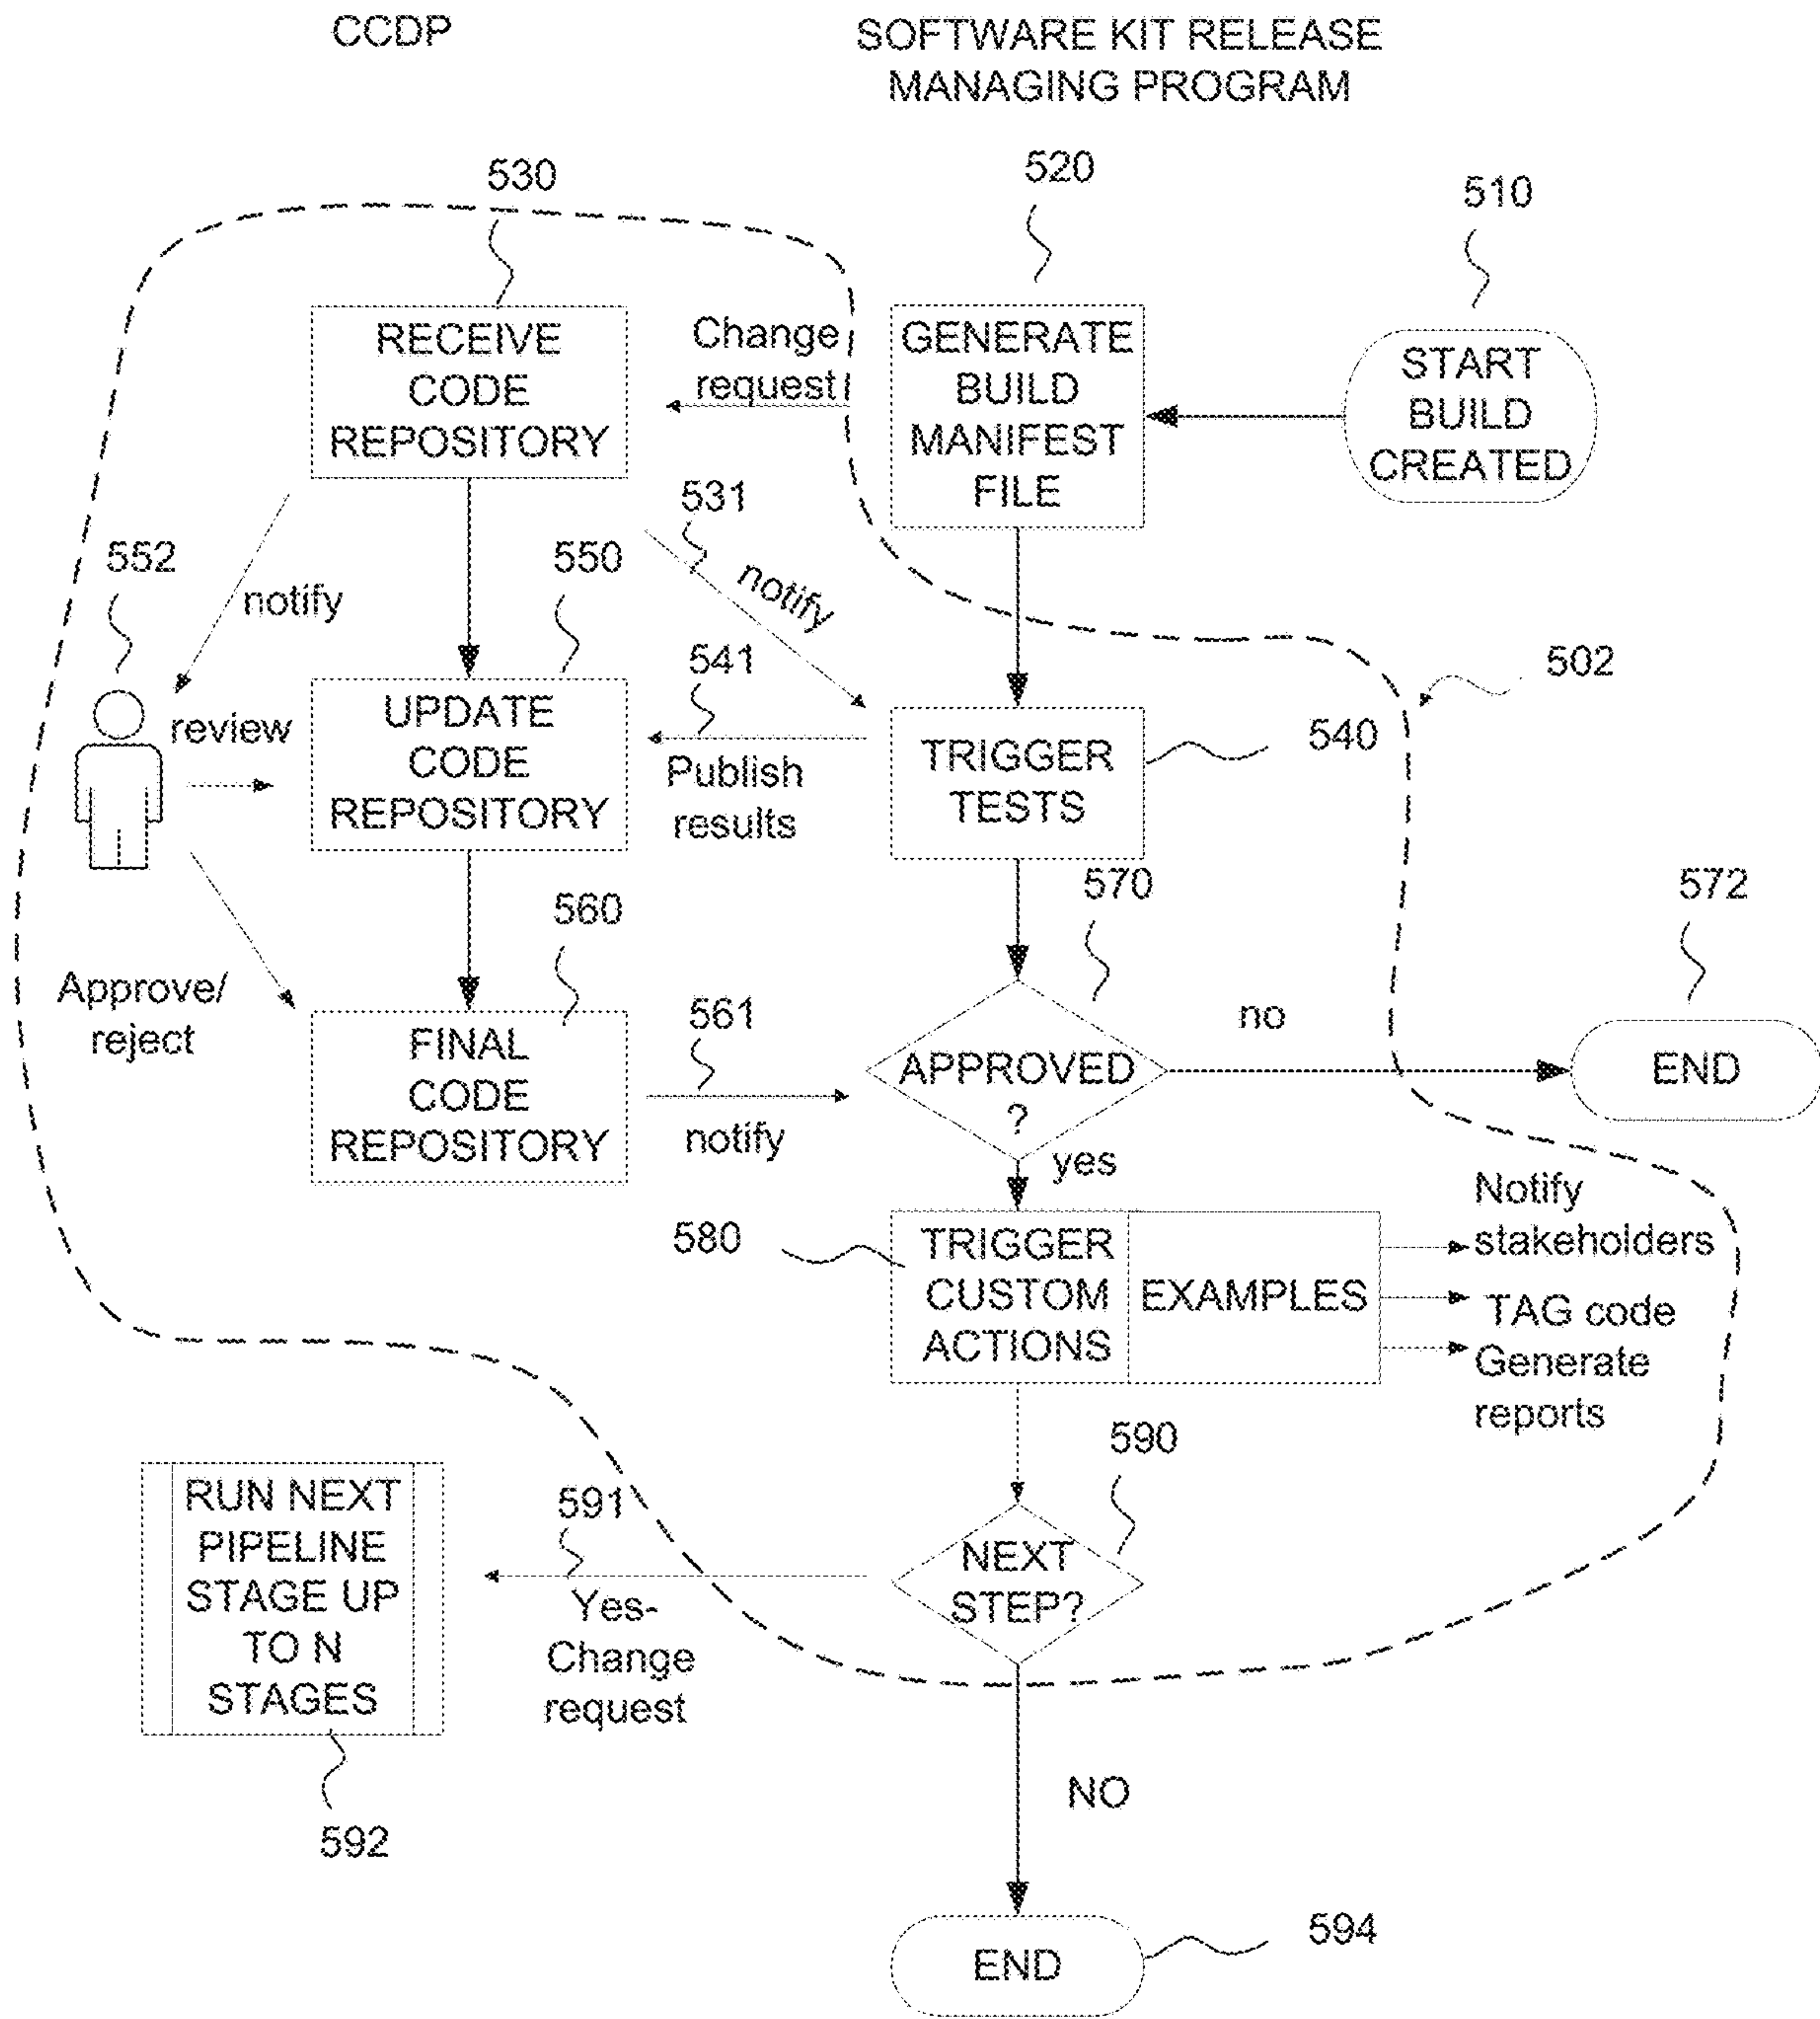 CCDP
SOFTWARE KIT RELEASE
MANAGING PROGRAM
530
520
510
RECEIVE
CODE
REPOSITORY
Change
request
GENERATE
BUILD
MANIFEST
FILE
START
BUILD
CREATED
531
552
notify
550
notify
541
502
review
UPDATE
CODE
REPOSITORY
Publish
results
TRIGGER
TESTS
540
570
572
560
Approve/
reject
FINAL
CODE
REPOSITORY
561
notify
APPROVED
?
no
END
yes
580
TRIGGER
CUSTOM
ACTIONS
EXAMPLES
Notify
stakeholders
TAG code
Generate
reports
590
RUN NEXT
PIPELINE
STAGE UP
TO N
STAGES
591
Yes-
Change
request
NEXT
STEP?
592
NO
END
594